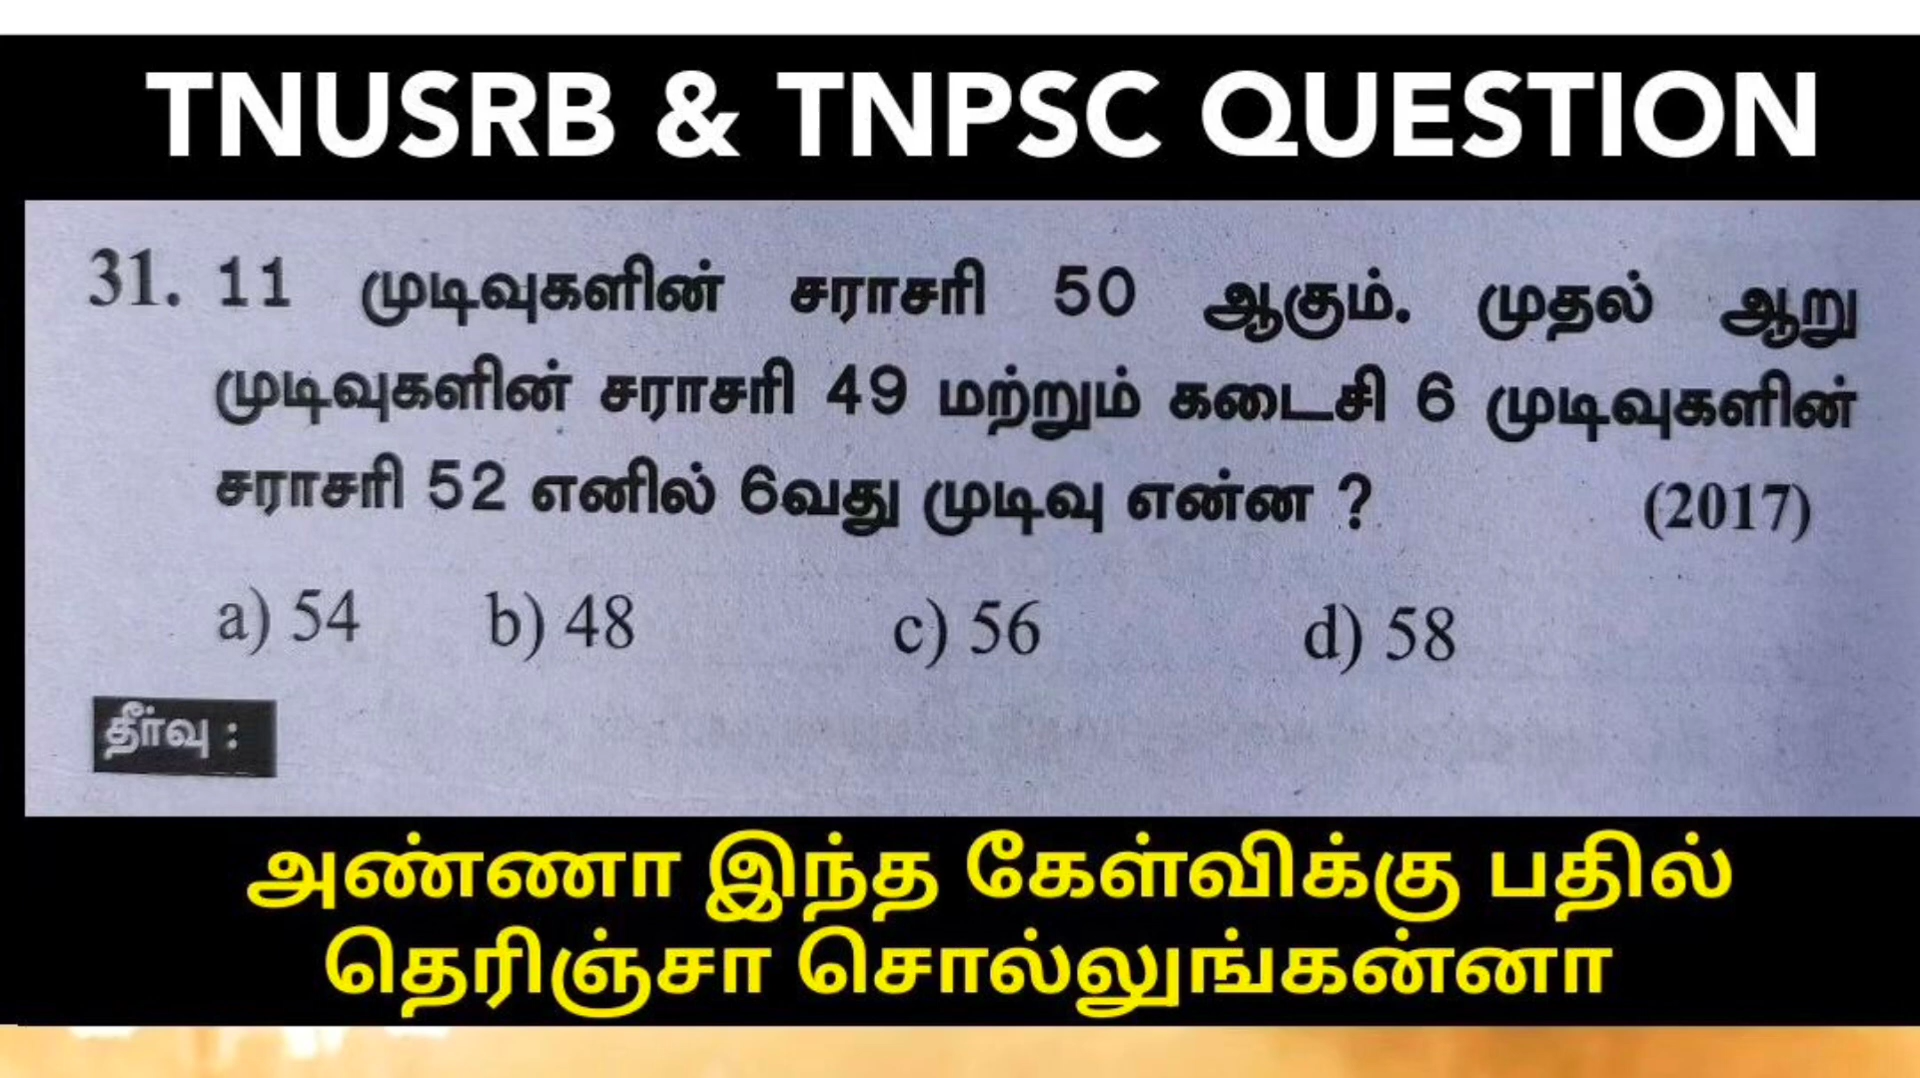 TNUSRB & TNPSC QUESTION
31. 11 முடிவுகளின் சராசரி 50 ஆகும். முதல் ஆறு
முடிவுகளின் சராசரி 49 மற்றும் கடைசி 6 முடிவுகளின்
சராசரி 52 எனில் 6வது முடிவு என்ன ? (2017)
a) 54 b) 48 c) 56 d) 58
தீர்வு :
அண்ணா இந்த கேள்விக்கு பதில்
தெரிஞ்சா சொல்லுங்கன்னா